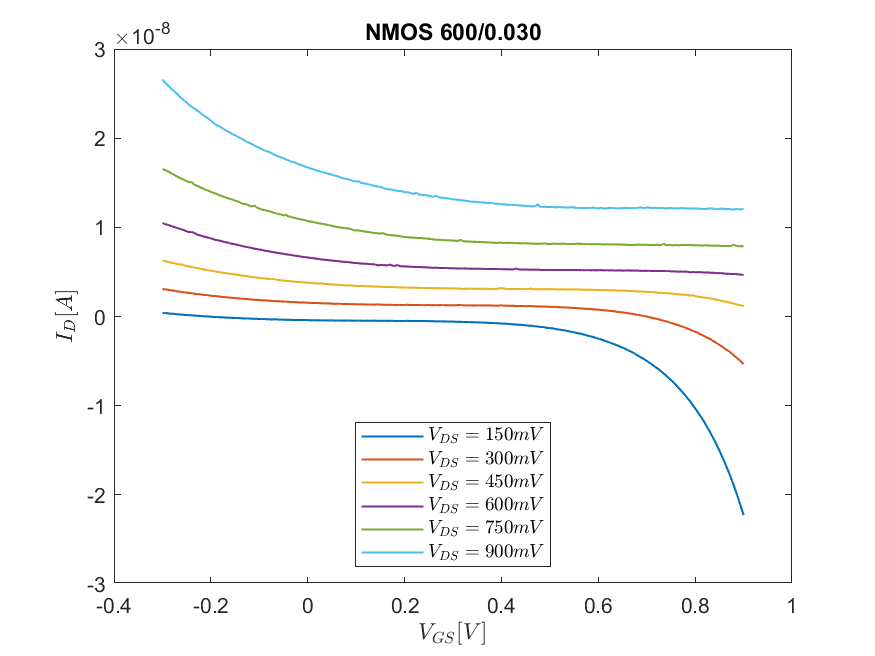 NMOS 600/0.030
×10-8
3
2
1
0
-1
-2
-3
I_D[A]
V_DS = 150mV
V_DS = 300mV
V_DS = 450mV
V_DS = 600mV
V_DS = 750mV
V_DS = 900mV
-0.4 -0.2 0 0.2 0.4 0.6 0.8 1
V_GS[V]